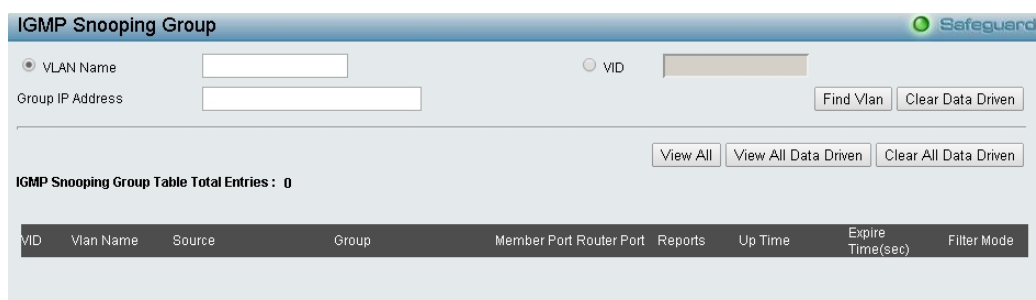 IGMP Snooping Group
Safeguard
VLAN Name
VID
Group IP Address
Find Vlan
Clear Data Driven
View All
View All Data Driven
Clear All Data Driven
IGMP Snooping Group Table Total Entries : 0
VID Vlan Name Source Group Member Port Router Port Reports Up Time Expire Time(sec) Filter Mode